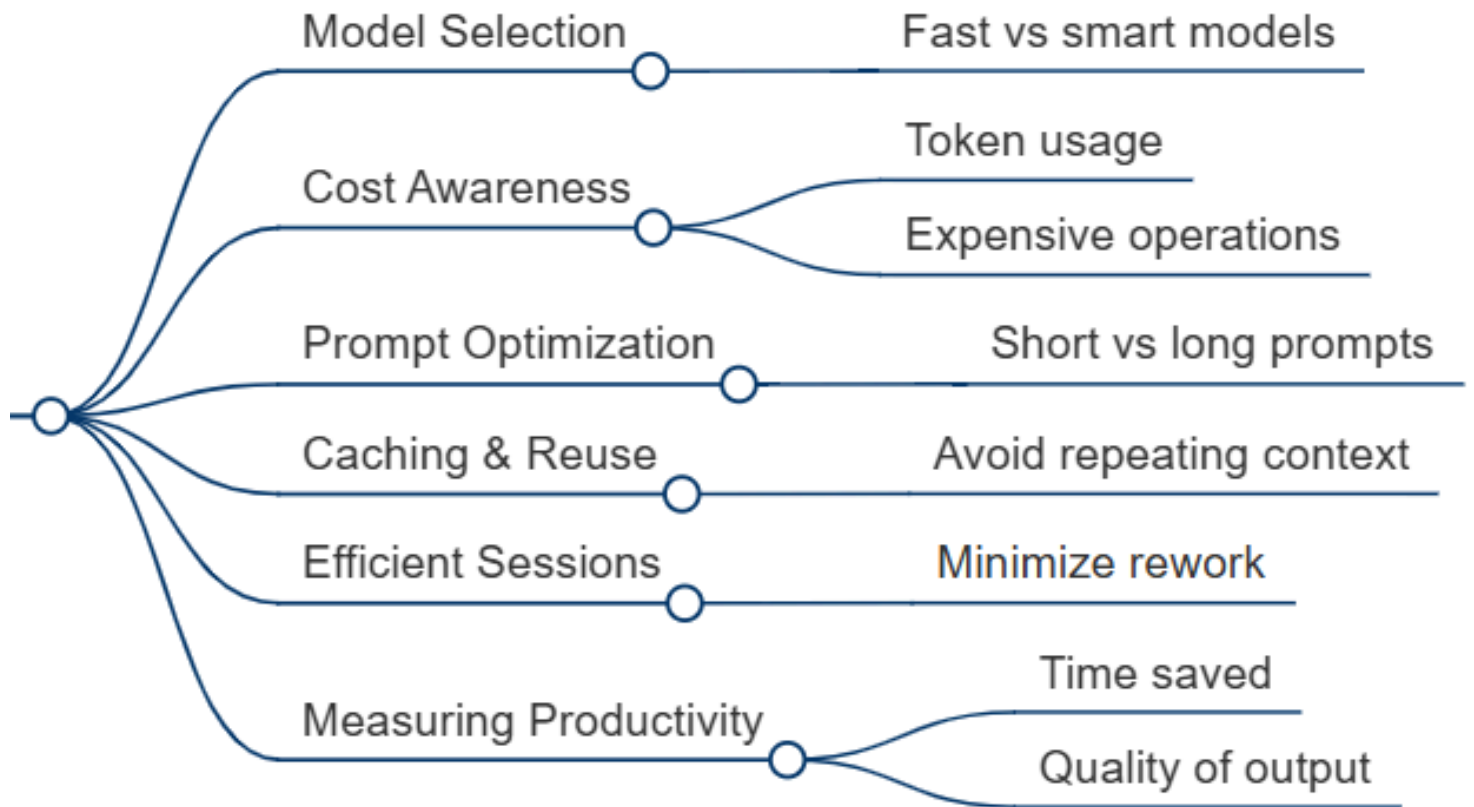 Model Selection
Fast vs smart models
Cost Awareness
Token usage
Expensive operations
Prompt Optimization
Short vs long prompts
Caching & Reuse
Avoid repeating context
Efficient Sessions
Minimize rework
Measuring Productivity
Time saved
Quality of output